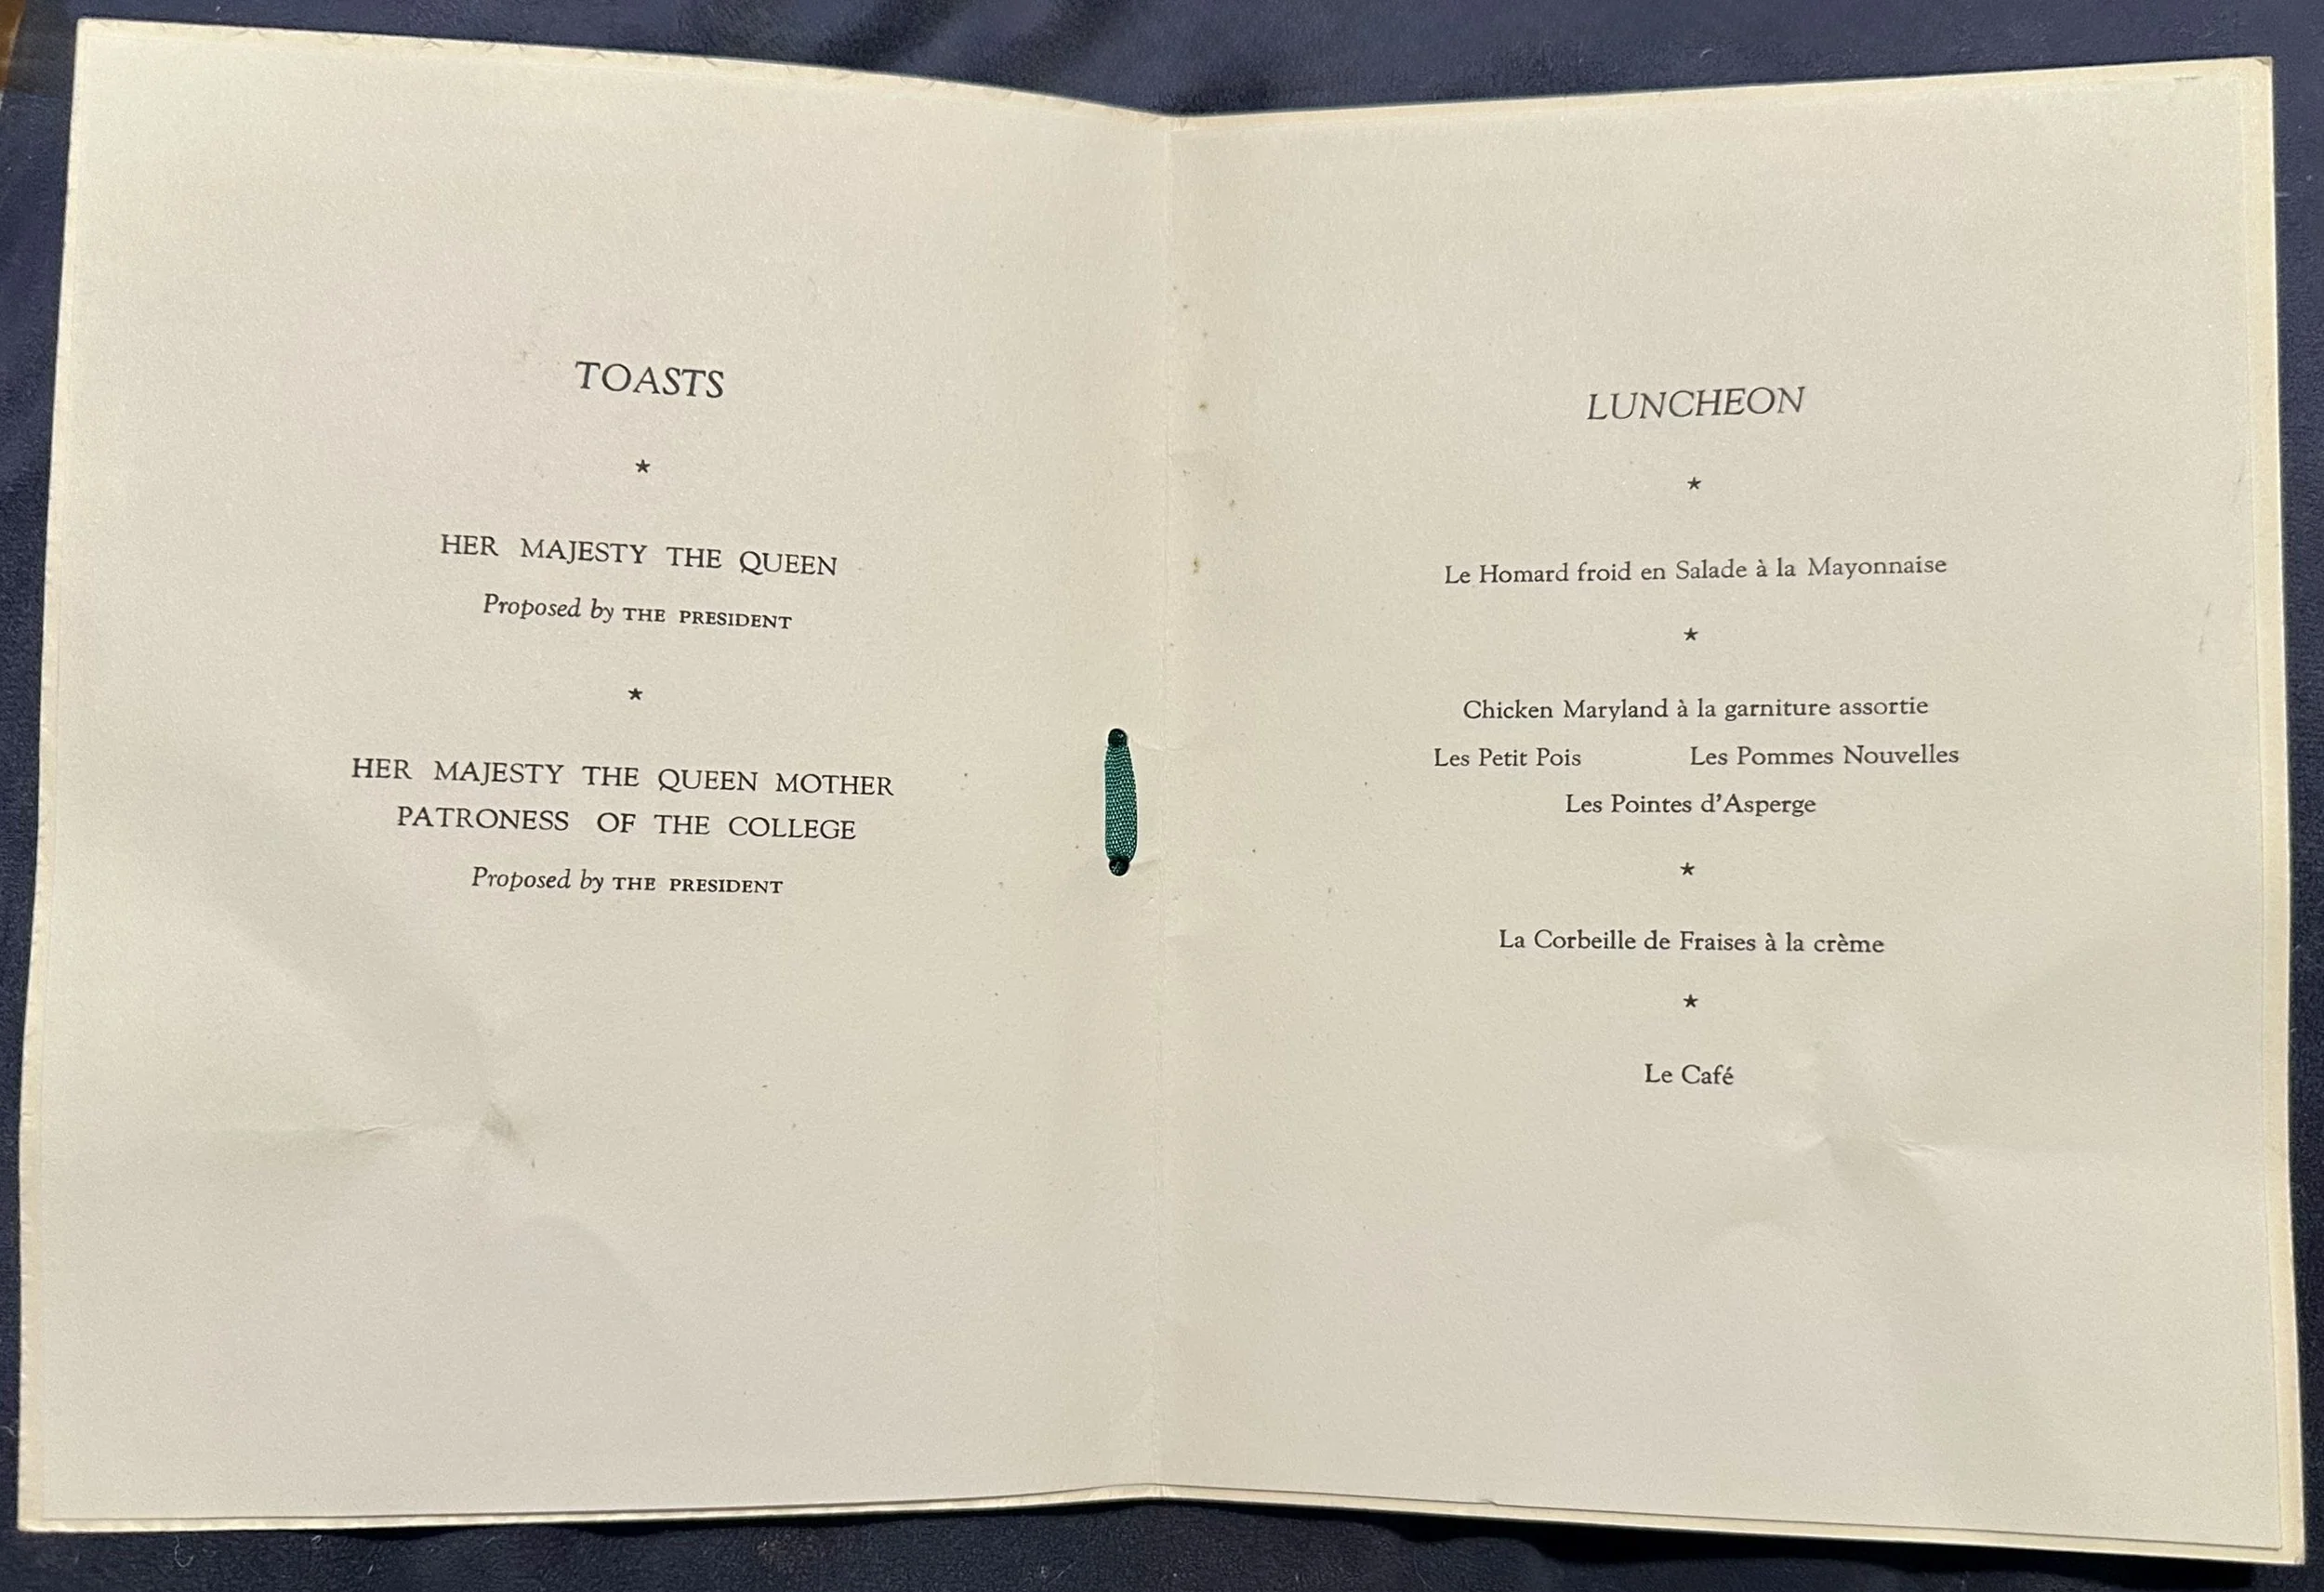 TOASTS
★
HER MAJESTY THE QUEEN
Proposed by THE PRESIDENT
★
HER MAJESTY THE QUEEN MOTHER
PATRONESS OF THE COLLEGE
Proposed by THE PRESIDENT
LUNCHEON
★
Le Homard froid en Salade à la Mayonnaise
★
Chicken Maryland à la garniture assortie
Les Petit Pois Les Pommes Nouvelles
Les Pointes d'Asperge
★
La Corbeille de Fraises à la crème
★
Le Café